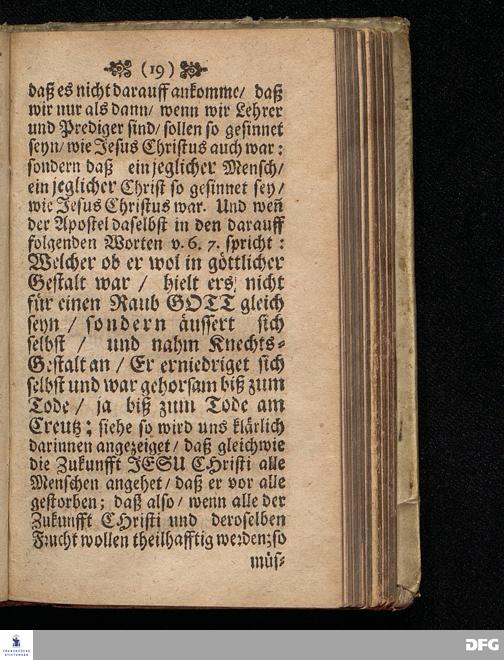 (19)
daß es nicht darauff ankomme/ daß
wir nur als dann/ wenn wir Lehrer
und Prediger sind/ sollen so gesinnet
seyn/ wie Jesus Christus auch war:
sondern daß ein jeglicher Mensch/
ein jeglicher Christ so gesinnet sey/
wie Jesus Christus war. Und weñ
der Apostel daselbst in den darauff
folgenden Worten v. 6. 7. spricht:
Welcher ob er wol in göttlicher
Gestalt war / hielt ers nicht
für einen Raub GOTT gleich
seyn / sondern äussert sich
selbst / und nahm Knechts-
Gestalt an / Er erniedriget sich
selbst und war gehorsam biß zum
Tode / ja biß zum Tode am
Creutz; siehe so wird uns klärlich
darinnen angezeiget/ daß gleichwie
die Zukunfft JESU CHristi alle
Menschen angehet/ daß er vor alle
gestorben; daß also/ wenn alle der
Zukunfft CHristi und deroselben
Frucht wollen theilhafftig werden; so
müs-
FRANCKESCHE
STIFTUNGEN
DFG